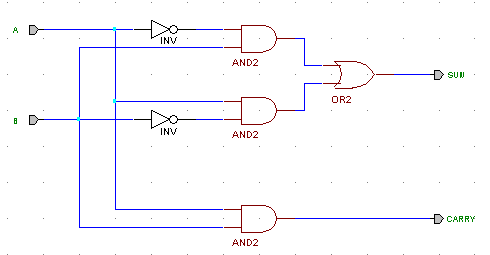 A
INV
AND2
SUM
OR2
B
INV
AND2
CARRY
AND2